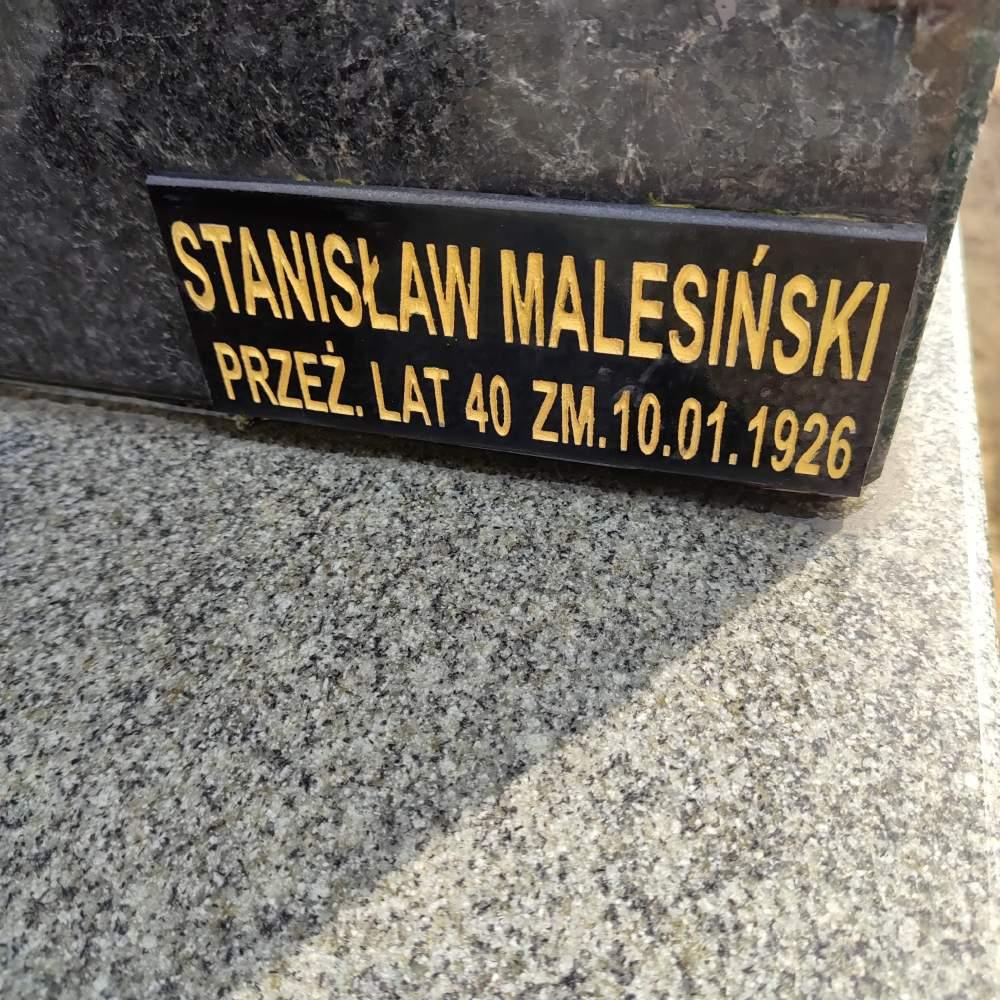 STANISŁAW MALESIŃSKI
PRZEŻ. LAT 40 ZM.10.01.1926